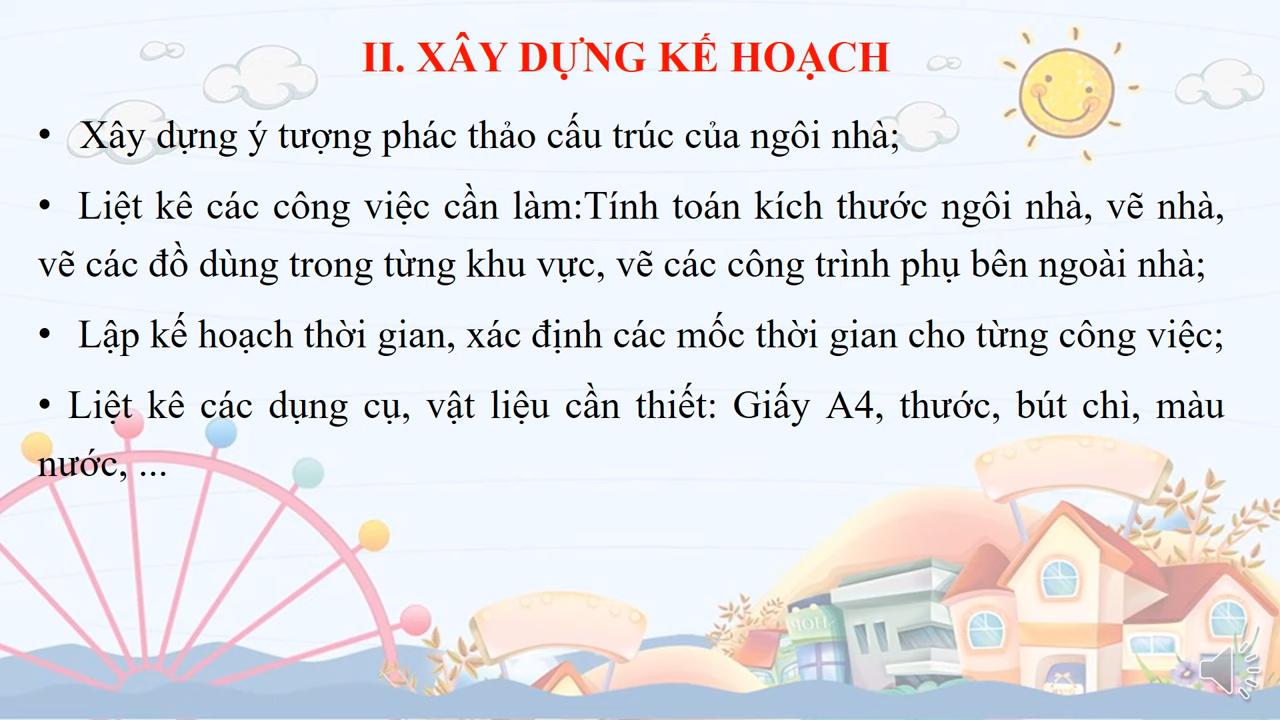 II. XÂY DỰNG KẾ HOẠCH
• Xây dựng ý tượng phác thảo cấu trúc của ngôi nhà;
• Liệt kê các công việc cần làm:Tính toán kích thước ngôi nhà, vẽ nhà,
vẽ các đồ dùng trong từng khu vực, vẽ các công trình phụ bên ngoài nhà;
• Lập kế hoạch thời gian, xác định các mốc thời gian cho từng công việc;
• Liệt kê các dụng cụ, vật liệu cần thiết: Giấy A4, thước, bút chì, màu
nước, ...